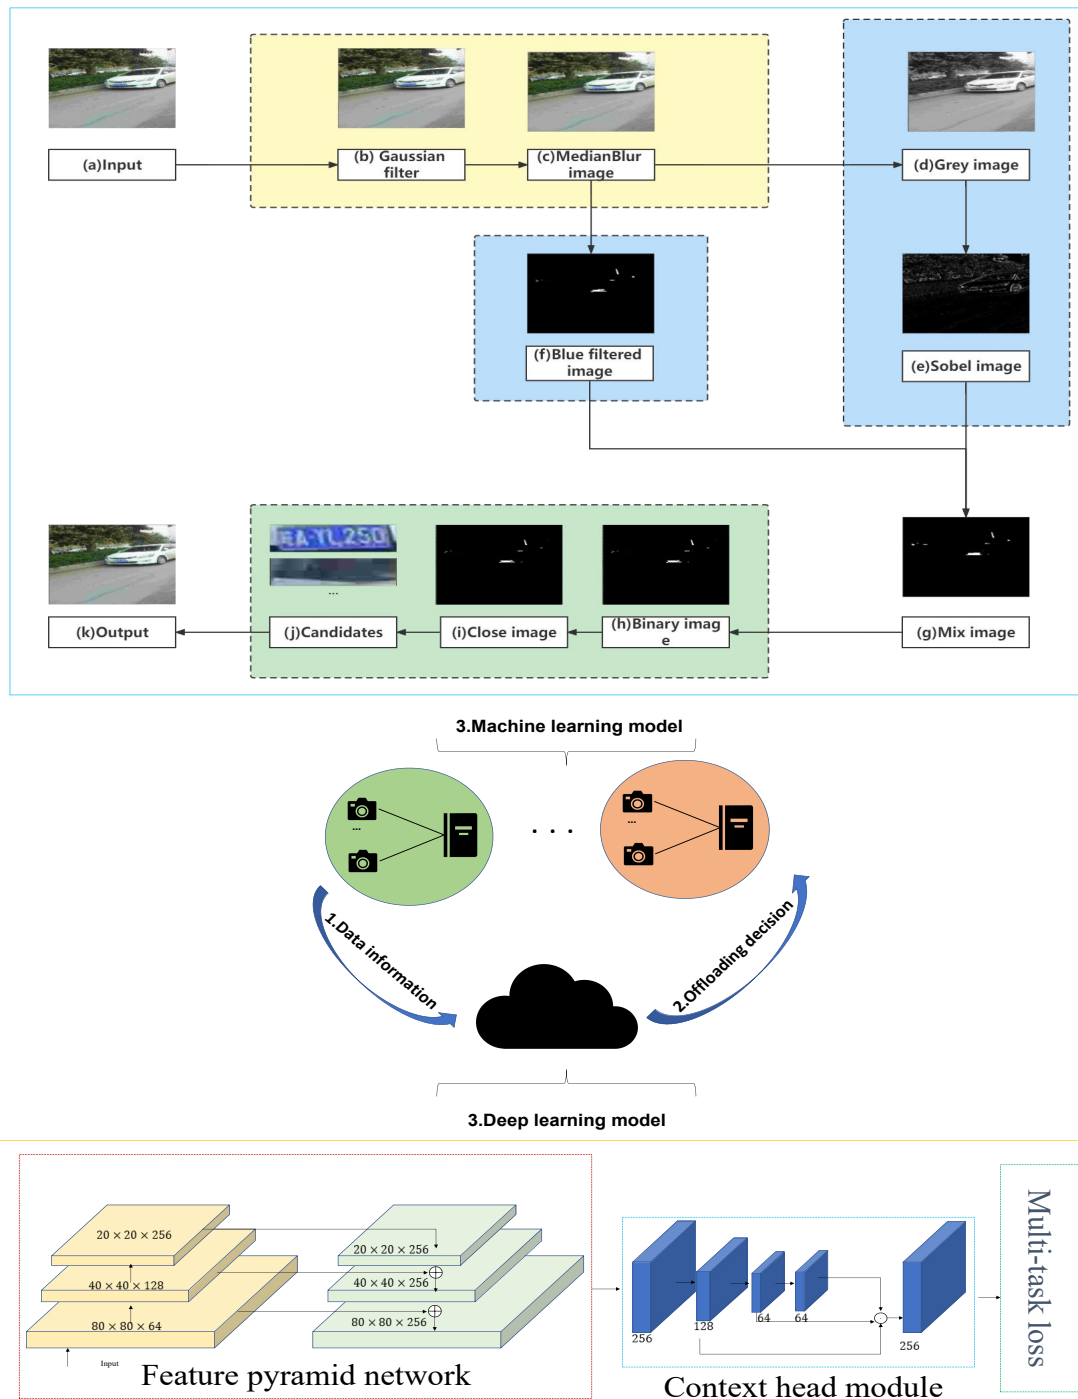 (a)Input
(b) Gaussian
filter
(c)MedianBlur
image
(d)Grey image
(f)Blue filtered
image
(e)Sobel image
A·YL250
...
(k)Output
(j)Candidates
(i)Close image
(h)Binary imag
e
(g)Mix image
3.Machine learning model
...
...
. . .
1.Data information
2.Offloading decision
3.Deep learning model
20 × 20 × 256
40 × 40 × 128
80 × 80 × 64
Input
20 × 20 × 256
40 × 40 × 256
80 × 80 × 256
Feature pyramid network
256
128
64
64
256
Context head module
Multi-task loss